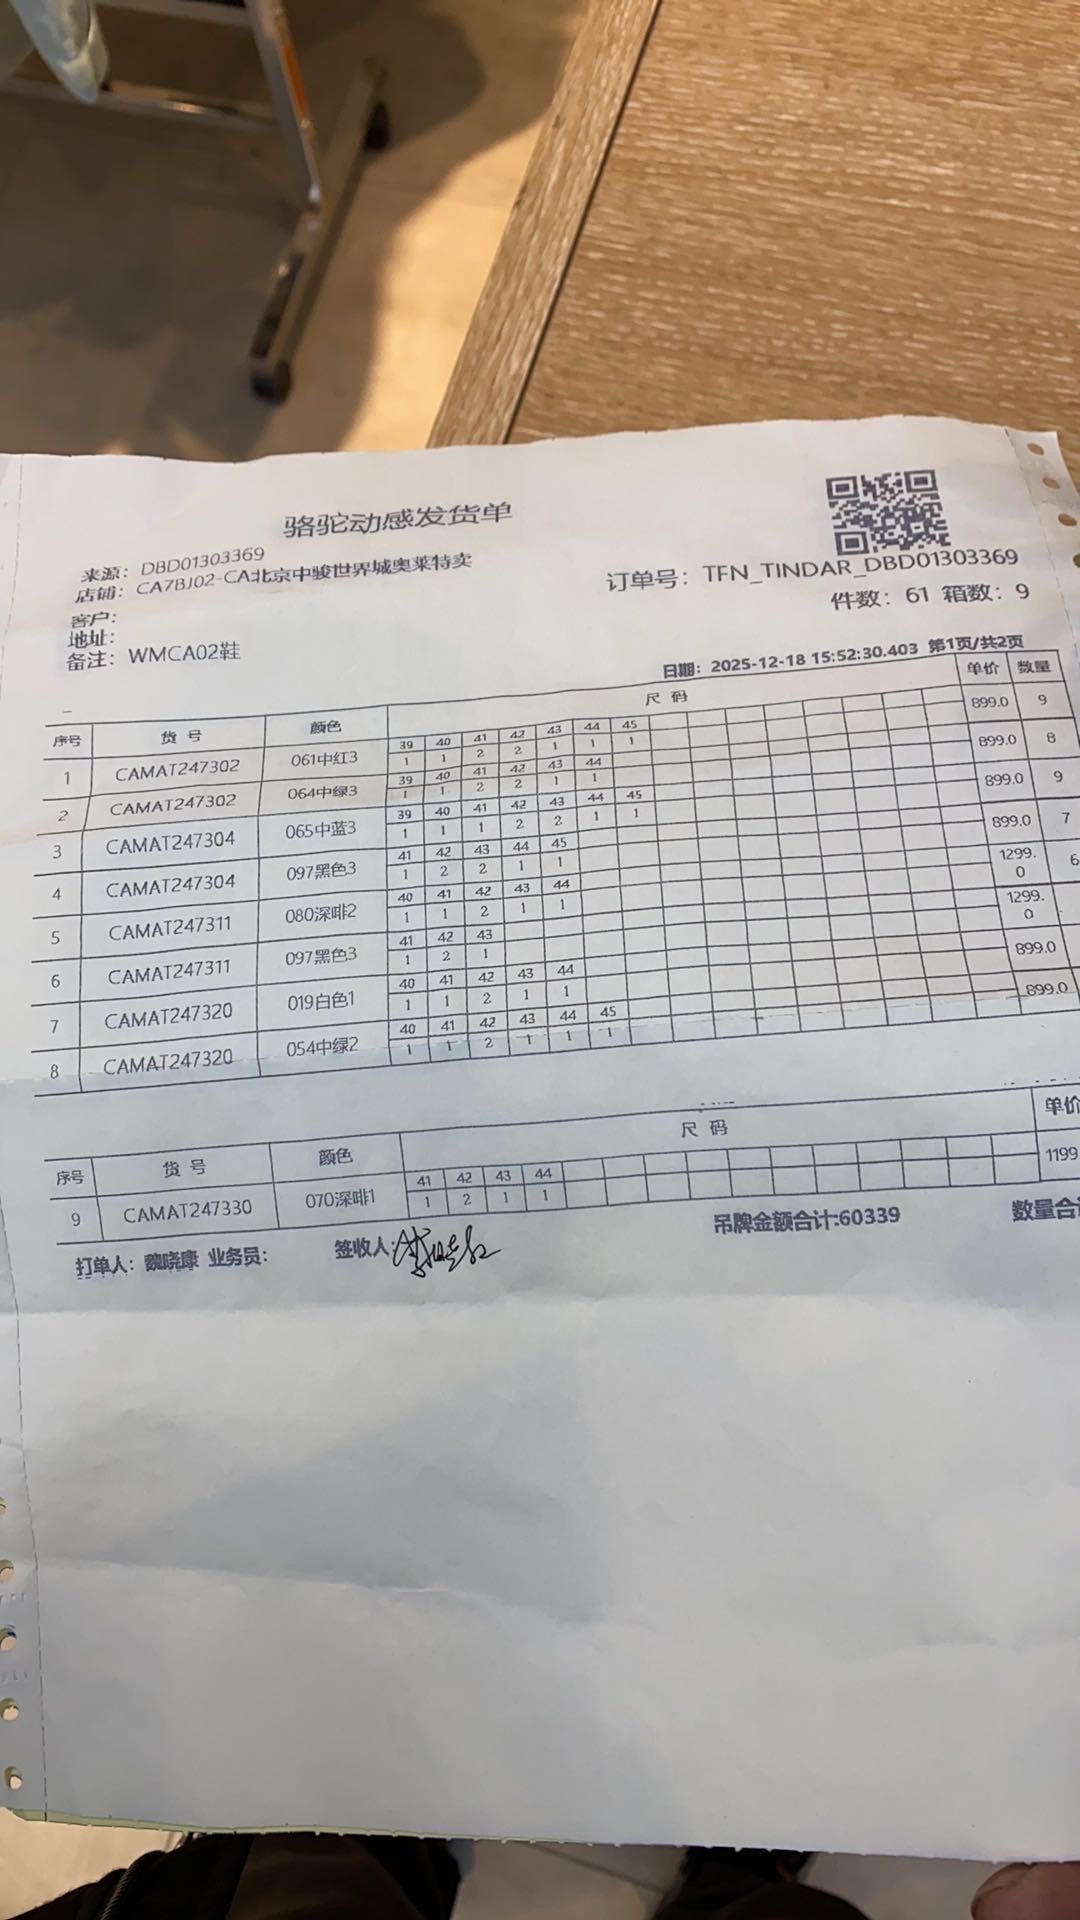 骆驼动感发货单
来源：DBD01303369
店铺：CA7BJ02-CA北京中骏世界城奥莱特卖
订单号：TFN_TINDAR_DBD01303369
客户：
件数：61 箱数：9
地址：
备注：WMCA02鞋
日期：2025-12-18 15:52:30.403 第1页/共2页
序号 货号 颜色 尺码 单价 数量
39 40 41 42 43 44 45
1 CAMAT247302 061中红3 1 1 2 2 1 1 1 899.0 9
39 40 41 42 43 44
2 CAMAT247302 064中绿3 1 1 2 2 1 1 899.0 8
39 40 41 42 43 44 45
3 CAMAT247304 065中蓝3 1 1 1 2 2 1 1 899.0 9
41 42 43 44 45
4 CAMAT247304 097黑色3 1 2 2 1 1 899.0 7
40 41 42 43 44
5 CAMAT247311 080深啡2 1 1 2 1 1 1299.0 6
41 42 43
6 CAMAT247311 097黑色3 1 2 1 1299.0
40 41 42 43 44
7 CAMAT247320 019白色1 1 1 2 1 1 899.0
40 41 42 43 44 45
8 CAMAT247320 054中绿2 1 1 2 1 1 1 899.0
序号 货号 颜色 尺码 单价
41 42 43 44
9 CAMAT247330 070深啡1 1 2 1 1 1199
打单人：魏晓康 业务员： 签收人： 吊牌金额合计:60339 数量合